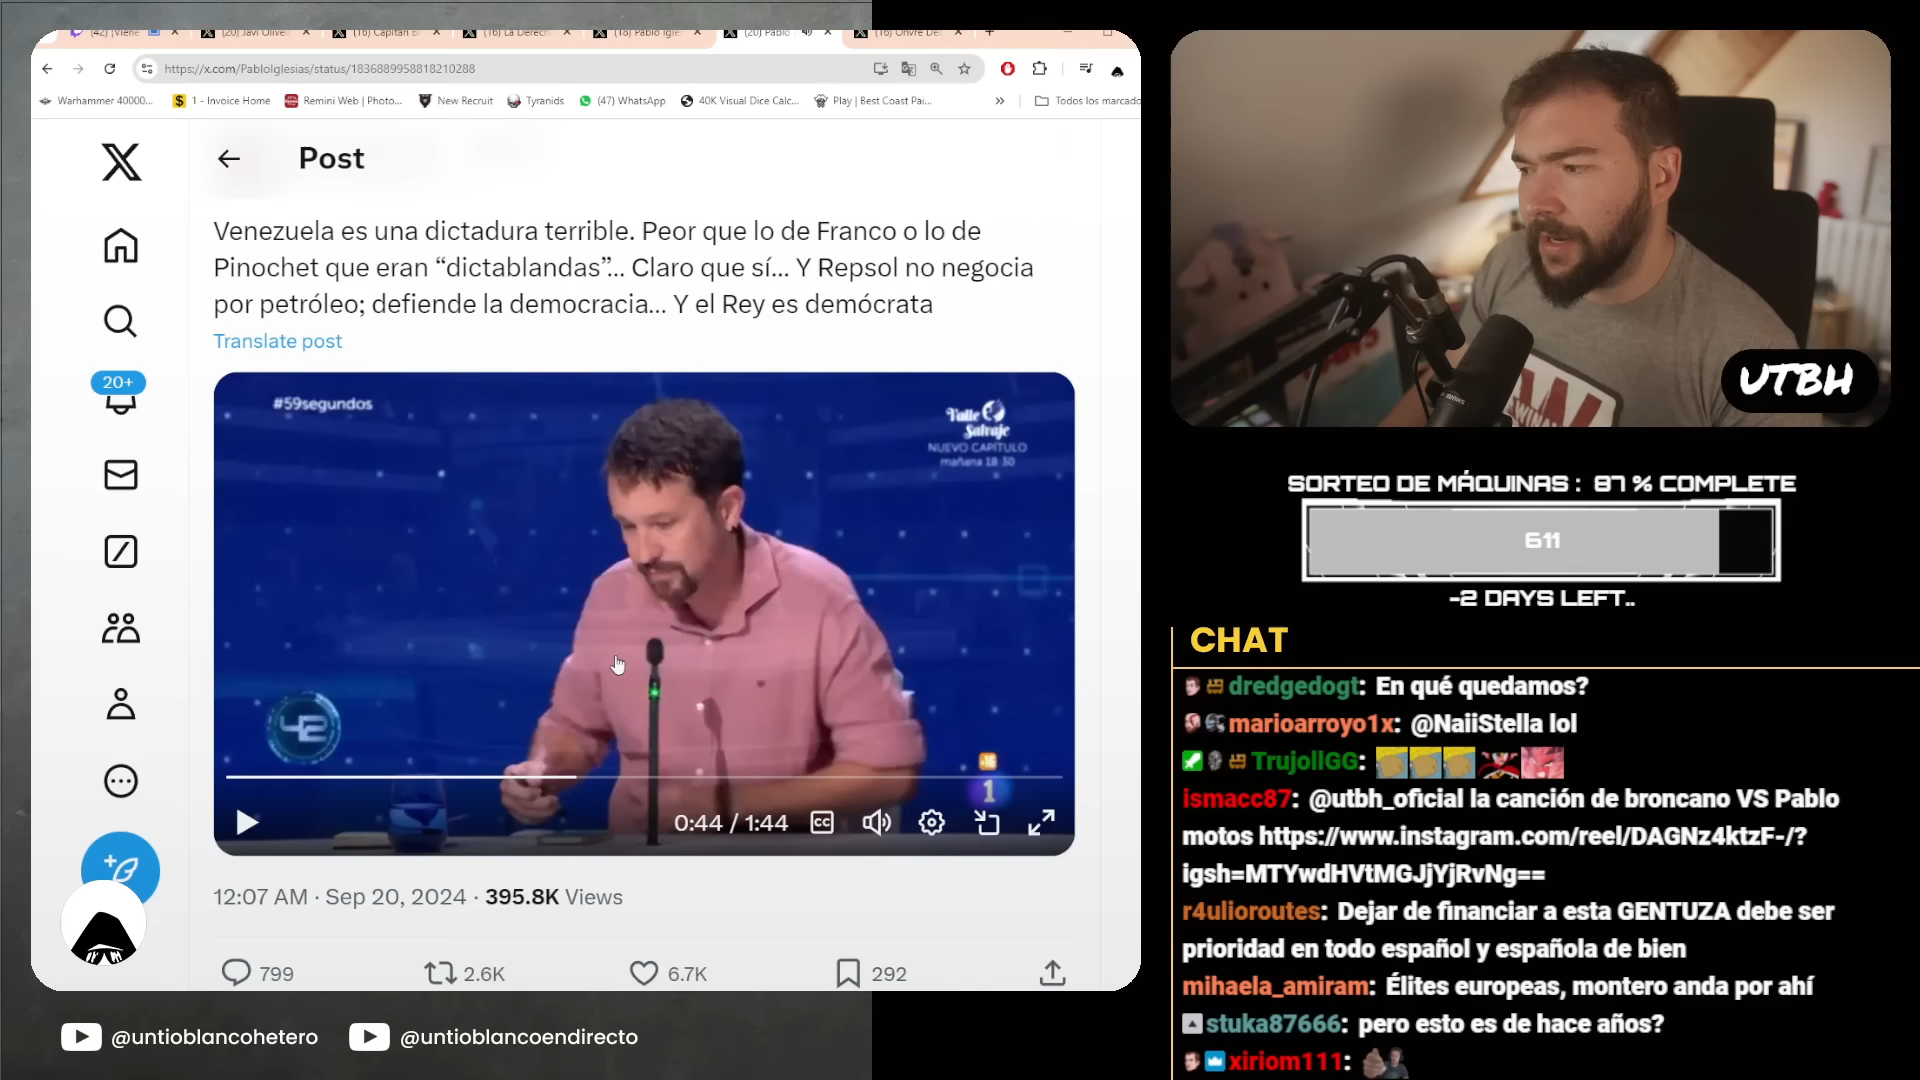 (42) ¡Viene
(20) Javi Oliveir
(16) Capitán Bi
(16) La Derech
(18) Pablo Igle
(20) Pablo
(16) Onvre De
https://x.com/PabloIglesias/status/1836889958818210288
Warhammer 40000...
1 - Invoice Home
Remini Web | Photo...
New Recruit
Tyranids
(47) WhatsApp
40K Visual Dice Calc...
Play | Best Coast Pai...
»
Todos los marcado
Post
Venezuela es una dictadura terrible. Peor que lo de Franco o lo de
Pinochet que eran “dictablandas”... Claro que sí... Y Repsol no negocia
por petróleo; defiende la democracia... Y el Rey es demócrata
Translate post
20+
#59segundos
Valle
Salvaje
NUEVO CAPÍTULO
mañana 18:30
42
+16
1
0:44 / 1:44
CC
12:07 AM · Sep 20, 2024 · 395.8K Views
799
2.6K
6.7K
292
@untioblancohetero
@untioblancoendirecto
UTBH
SORTEO DE MÁQUINAS : 87 % COMPLETE
611
-2 DAYS LEFT..
CHAT
dredgedogt: En qué quedamos?
marioarroyo1x: @NaiiStella lol
TrujollGG:
ismacc87: @utbh_oficial la canción de broncano VS Pablo
motos https://www.instagram.com/reel/DAGNz4ktzF-/?
igsh=MTYwdHVtMGJjYjRvNg==
r4ulioroutes: Dejar de financiar a esta GENTUZA debe ser
prioridad en todo español y española de bien
mihaela_amiram: Élites europeas, montero anda por ahí
stuka87666: pero esto es de hace años?
xiriom111: